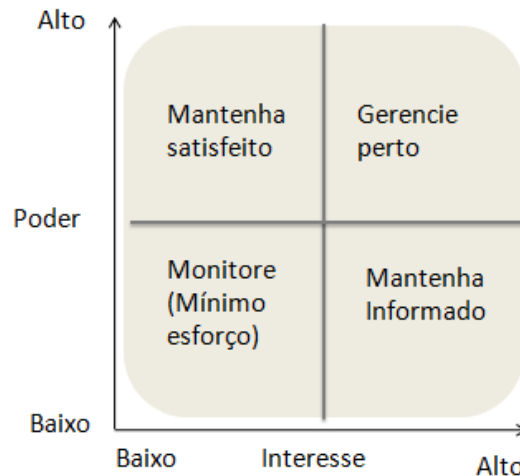 Alto
Mantenha
satisfeito
Gerencie
perto
Poder
Monitore
(Mínimo
esforço)
Mantenha
Informado
Baixo
Baixo
Interesse
Alto